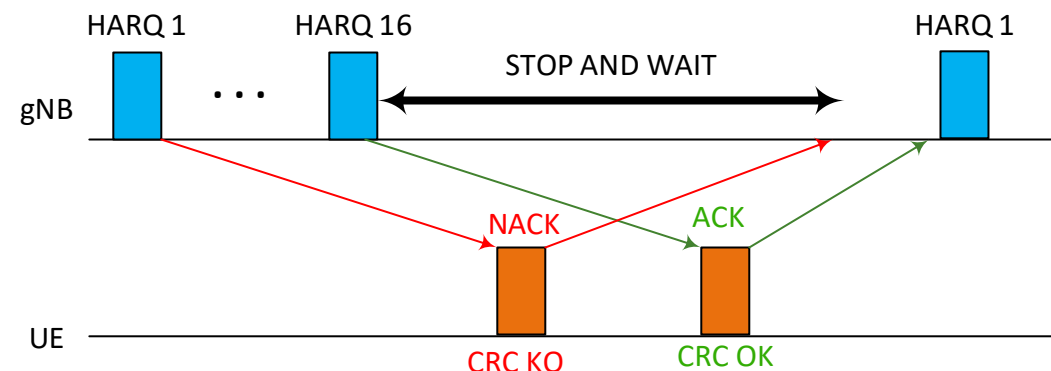 HARQ 1
HARQ 16
HARQ 1
STOP AND WAIT
. . .
gNB
NACK
ACK
UE
CRC KO
CRC OK